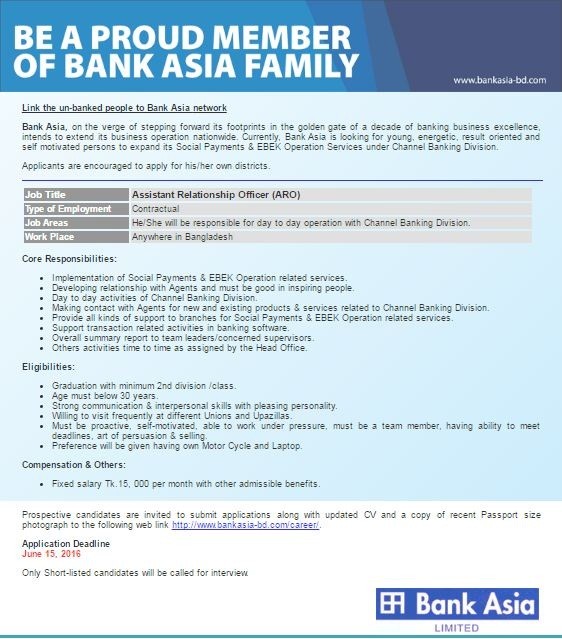 BE A PROUD MEMBER
OF BANK ASIA FAMILY
www.bankasia-bd.com
Link the un-banked people to Bank Asia network
Bank Asia, on the verge of stepping forward its footprints in the golden gate of a decade of banking business excellence,
intends to extend its business operation nationwide. Currently, Bank Asia is looking for young, energetic, result oriented and
self motivated persons to expand its Social Payments & EBEK Operation Services under Channel Banking Division.
Applicants are encouraged to apply for his/her own districts.
Job Title Assistant Relationship Officer (ARO)
Type of Employment Contractual
Job Areas He/She will be responsible for day to day operation with Channel Banking Division.
Work Place Anywhere in Bangladesh
Core Responsibilities:
• Implementation of Social Payments & EBEK Operation related services.
• Developing relationship with Agents and must be good in inspiring people.
• Day to day activities of Channel Banking Division.
• Making contact with Agents for new and existing products & services related to Channel Banking Division.
• Provide all kinds of support to branches for Social Payments & EBEK Operation related services.
• Support transaction related activities in banking software.
• Overall summary report to team leaders/concerned supervisors.
• Others activities time to time as assigned by the Head Office.
Eligibilities:
• Graduation with minimum 2nd division /class.
• Age must below 30 years.
• Strong communication & interpersonal skills with pleasing personality.
• Willing to visit frequently at different Unions and Upazillas.
• Must be proactive, self-motivated, able to work under pressure, must be a team member, having ability to meet
deadlines, art of persuasion & selling.
• Preference will be given having own Motor Cycle and Laptop.
Compensation & Others:
• Fixed salary Tk.15, 000 per month with other admissible benefits.
Prospective candidates are invited to submit applications along with updated CV and a copy of recent Passport size
photograph to the following web link http://www.bankasia-bd.com/career/.
Application Deadline
June 15, 2016
Only Short-listed candidates will be called for interview.
Bank Asia
LIMITED